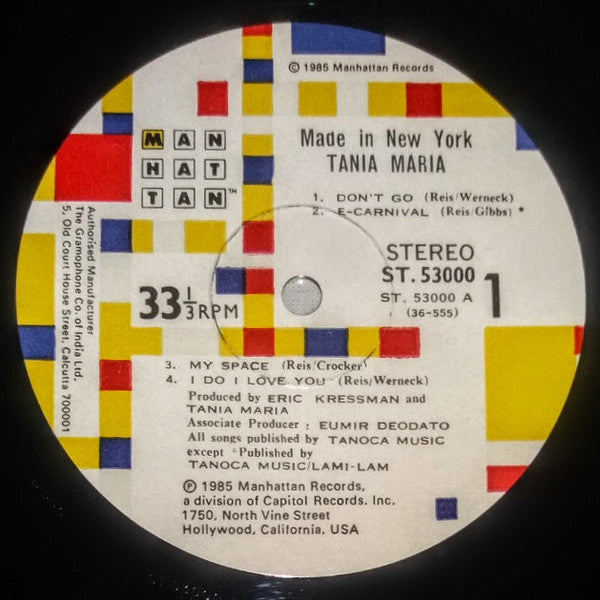 © 1985 Manhattan Records
MAN
HAT
TAN™
Made in New York
TANIA MARIA
1. DON'T GO (Reis/Werneck)
2. E-CARNIVAL (Reis/Gibbs) *
STEREO
ST. 53000
ST. 53000 A
(36-555)
1
33 1/3 RPM
Authorised Manufacturer
The Gramophone Co. of India Ltd.
5, Old Court House Street, Calcutta 700001
3. MY SPACE (Reis/Crocker)
4. I DO I LOVE YOU (Reis/Werneck)
Produced by ERIC KRESSMAN and
TANIA MARIA
Associate Producer : EUMIR DEODATO
All songs published by TANOCA MUSIC
except *Published by
TANOCA MUSIC/LAMI-LAM
℗ 1985 Manhattan Records,
a division of Capitol Records, Inc.
1750, North Vine Street
Hollywood, California, USA